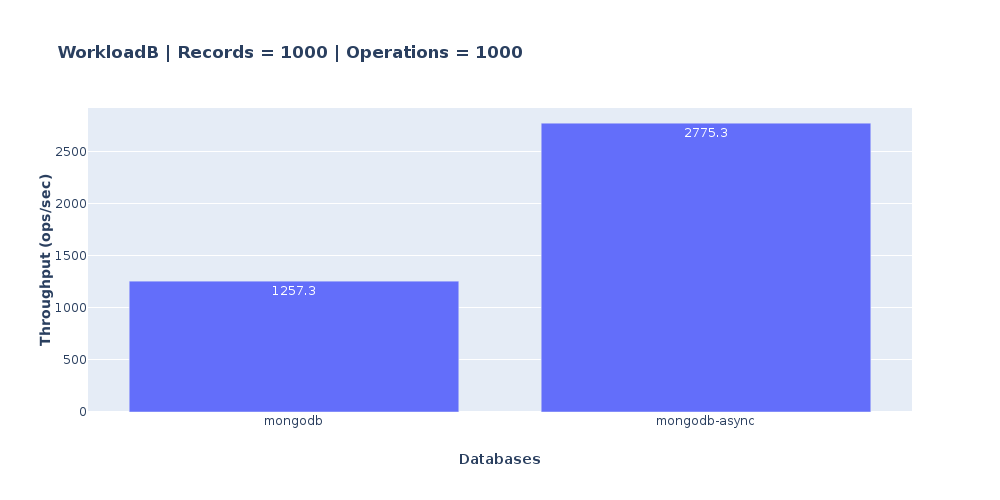 WorkloadB | Records = 1000 | Operations = 1000
Throughput (ops/sec)
2500
2000
1500
1000
500
0
1257.3
2775.3
mongodb
mongodb-async
Databases